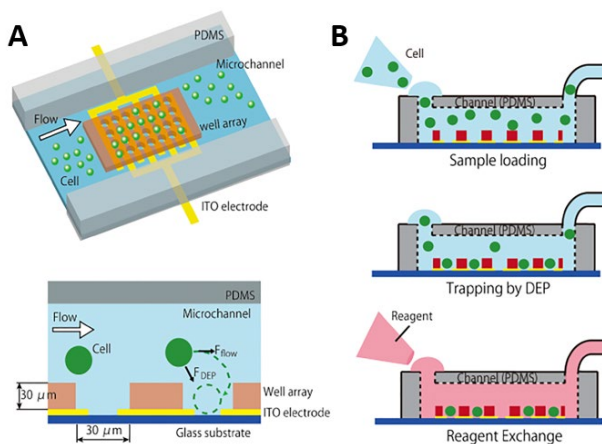 A
PDMS
Microchannel
Flow
well array
Cell
ITO electrode
PDMS
Flow
Microchannel
Cell
Fflow
FDEP
30 μm
Well array
ITO electrode
30 μm
Glass substrate
B
Cell
Channel (PDMS)
Sample loading
Channel (PDMS)
Trapping by DEP
Reagent
Channel (PDMS)
Reagent Exchange